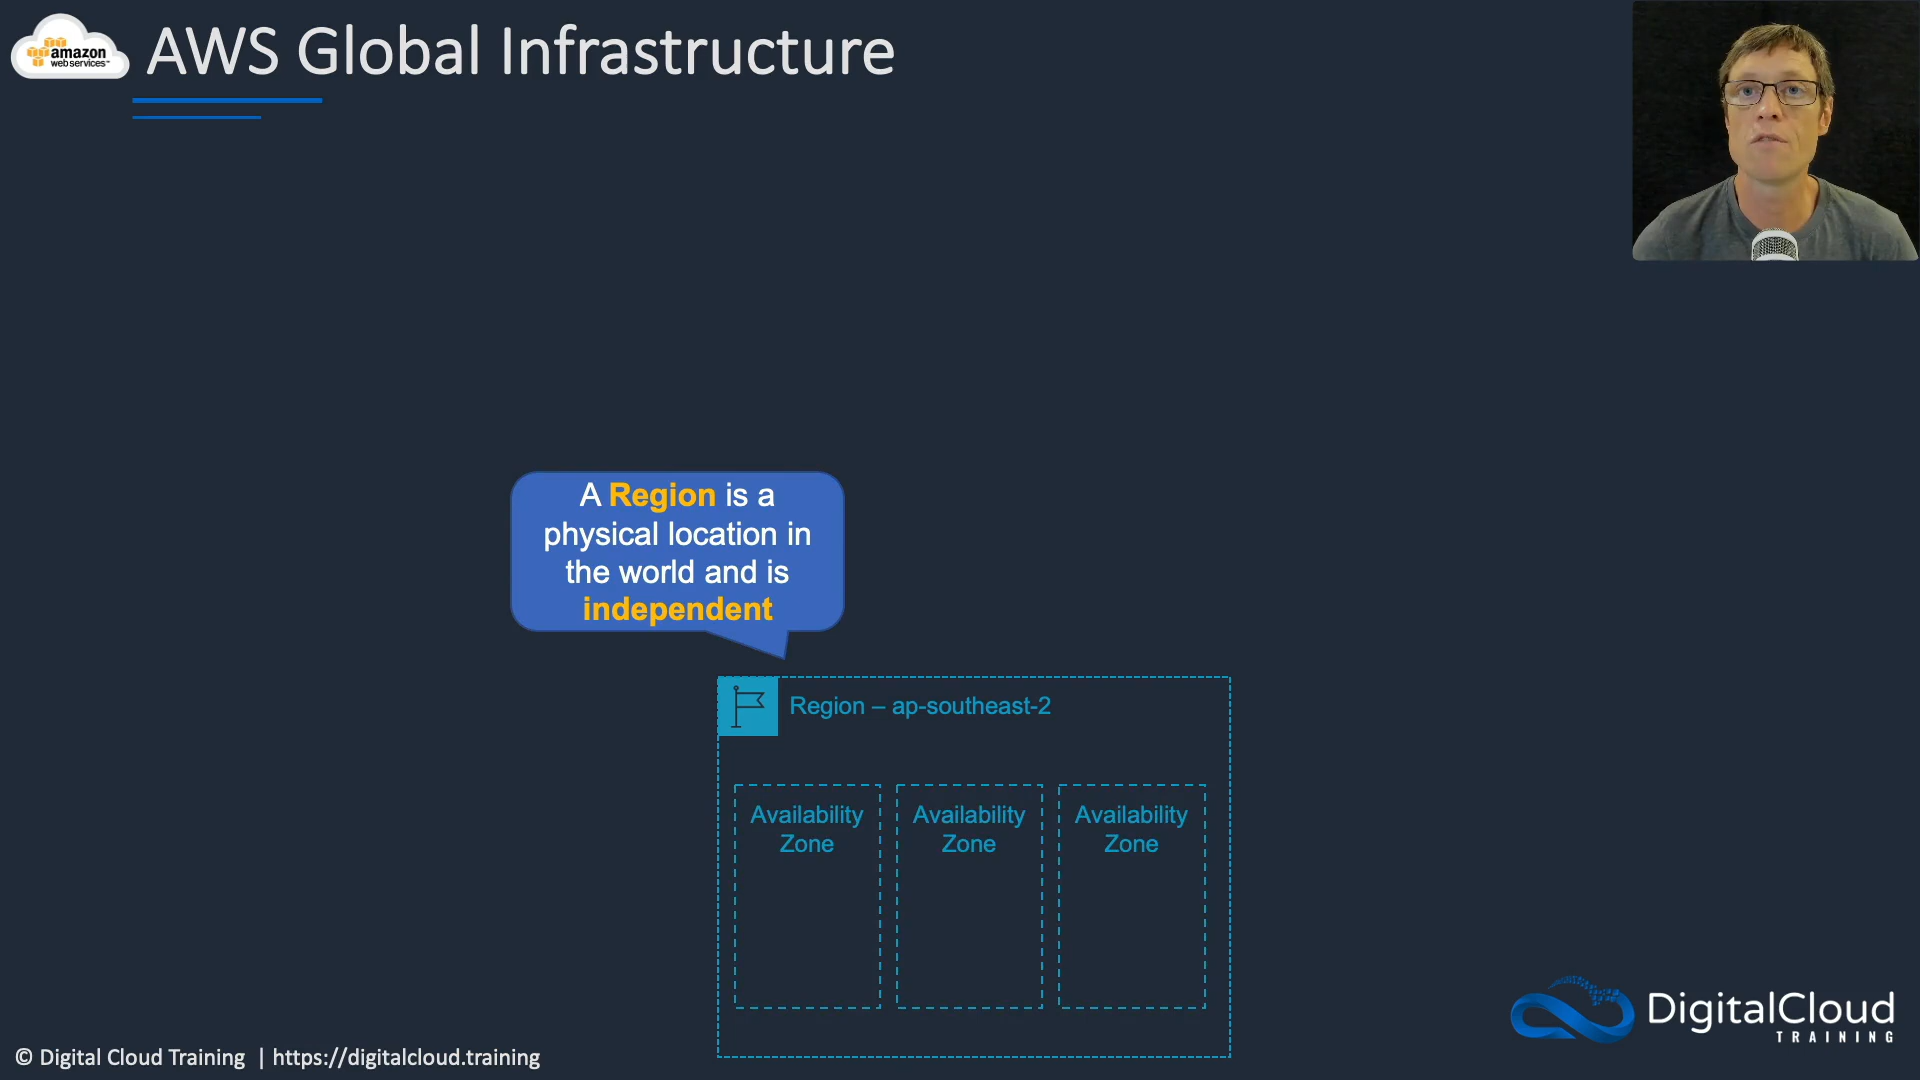 amazon
web services™
AWS Global Infrastructure
A Region is a
physical location in
the world and is
independent
Region – ap-southeast-2
Availability
Zone
Availability
Zone
Availability
Zone
DigitalCloud
TRAINING
© Digital Cloud Training | https://digitalcloud.training